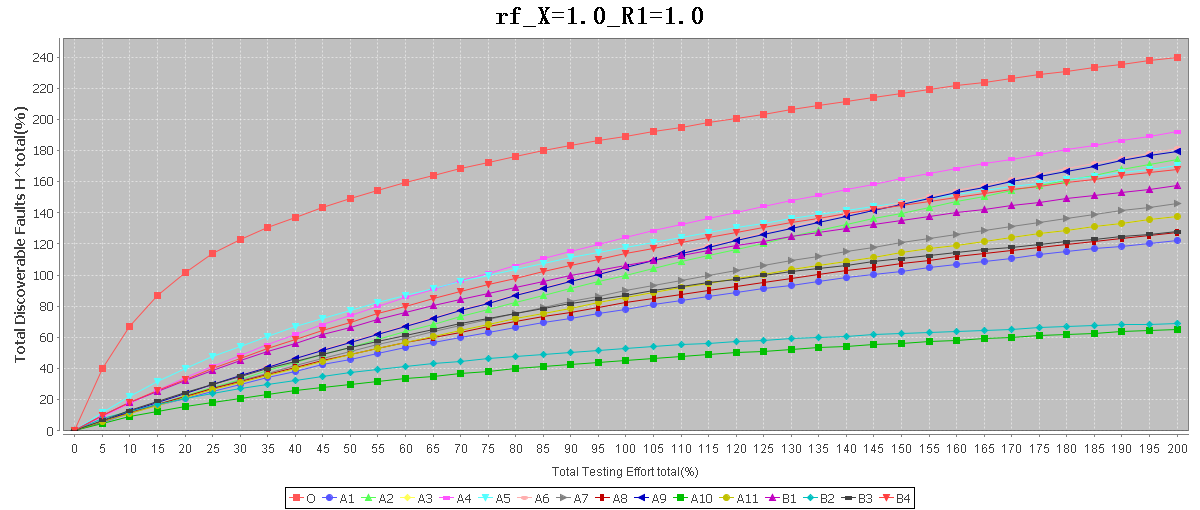 rf_X=1.0_R1=1.0
Total Discoverable Faults H^total(%)
240
220
200
180
160
140
120
100
80
60
40
20
0
0 5 10 15 20 25 30 35 40 45 50 55 60 65 70 75 80 85 90 95 100 105 110 115 120 125 130 135 140 145 150 155 160 165 170 175 180 185 190 195 200
Total Testing Effort total(%)
O A1 A2 A3 A4 A5 A6 A7 A8 A9 A10 A11 B1 B2 B3 B4